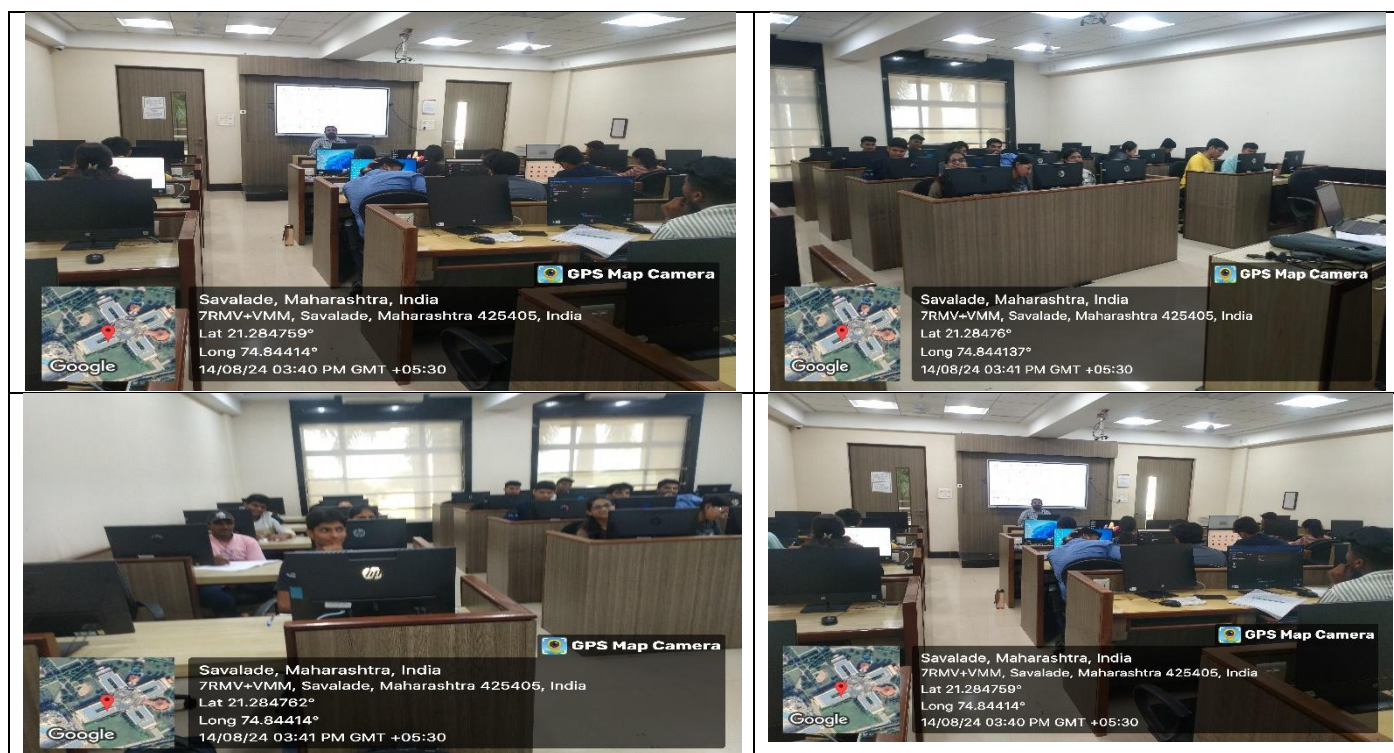 GPS Map Camera
Savalade, Maharashtra, India
7RMV+VMM, Savalade, Maharashtra 425405, India
Lat 21.284759°
Long 74.84414°
14/08/24 03:40 PM GMT +05:30
Google
GPS Map Camera
Savalade, Maharashtra, India
7RMV+VMM, Savalade, Maharashtra 425405, India
Lat 21.28476°
Long 74.844137°
14/08/24 03:41 PM GMT +05:30
Google
hp
GPS Map Camera
Savalade, Maharashtra, India
7RMV+VMM, Savalade, Maharashtra 425405, India
Lat 21.284762°
Long 74.84414°
14/08/24 03:41 PM GMT +05:30
Google
GPS Map Camera
Savalade, Maharashtra, India
7RMV+VMM, Savalade, Maharashtra 425405, India
Lat 21.284759°
Long 74.84414°
14/08/24 03:40 PM GMT +05:30
Google